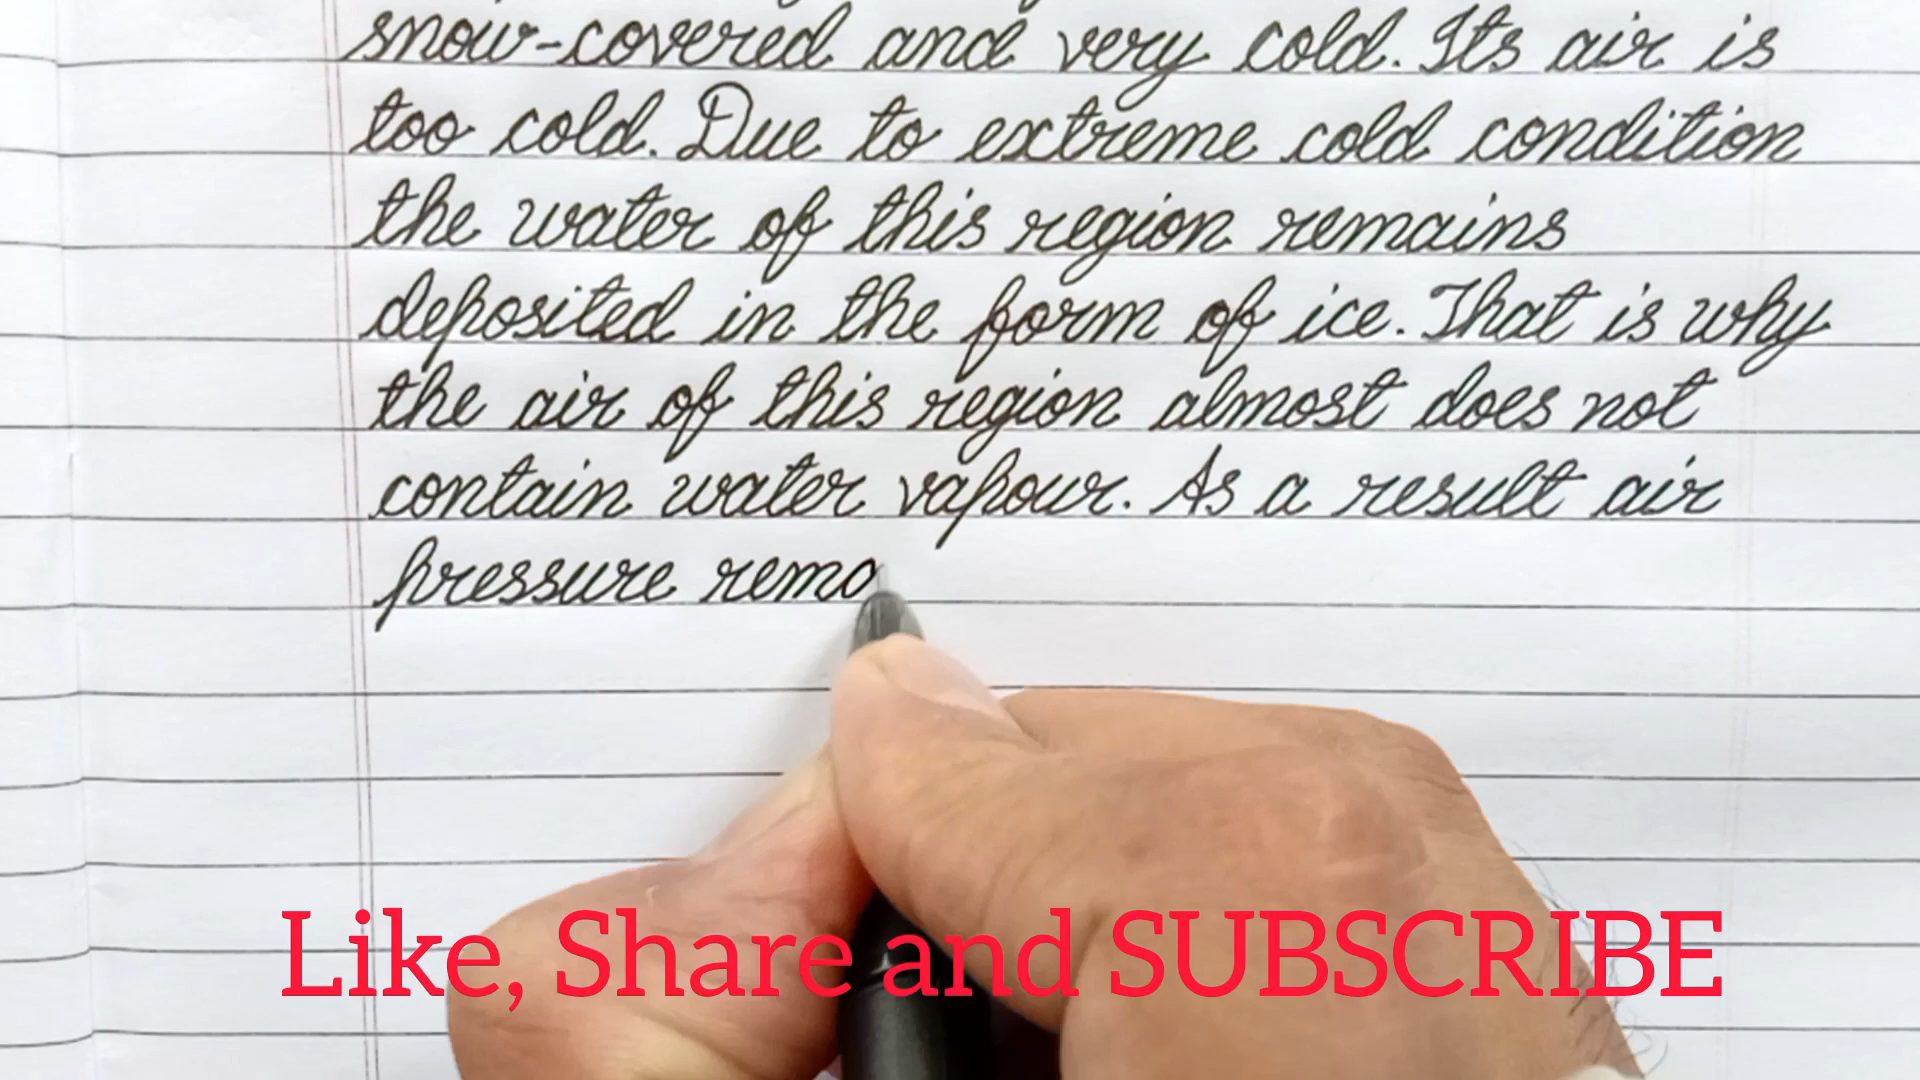 snow-covered and very cold. Its air is
too cold. Due to extreme cold condition
the water of this region remains
deposited in the form of ice. That is why
the air of this region almost does not
contain water vapour. As a result air
pressure remo
Like, Share and SUBSCRIBE